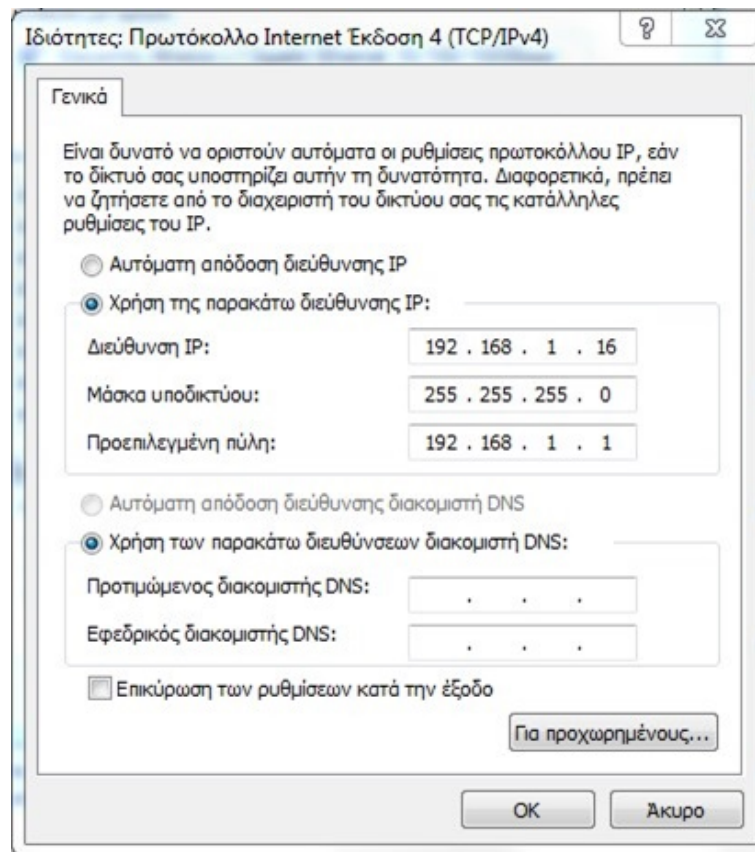 Ιδιότητες: Πρωτόκολλο Internet Έκδοση 4 (TCP/IPv4)
Γενικά
Είναι δυνατό να οριστούν αυτόματα οι ρυθμίσεις πρωτοκόλλου IP, εάν
το δίκτυό σας υποστηρίζει αυτήν τη δυνατότητα. Διαφορετικά, πρέπει
να ζητήσετε από το διαχειριστή του δικτύου σας τις κατάλληλες
ρυθμίσεις του IP.
Αυτόματη απόδοση διεύθυνσης IP
Χρήση της παρακάτω διεύθυνσης IP:
Διεύθυνση IP: 192 . 168 . 1 . 16
Μάσκα υποδικτύου: 255 . 255 . 255 . 0
Προεπιλεγμένη πύλη: 192 . 168 . 1 . 1
Αυτόματη απόδοση διεύθυνσης διακομιστή DNS
Χρήση των παρακάτω διευθύνσεων διακομιστή DNS:
Προτιμώμενος διακομιστής DNS: . . .
Εφεδρικός διακομιστής DNS: . . .
Επικύρωση των ρυθμίσεων κατά την έξοδο
Για προχωρημένους...
OK Άκυρο